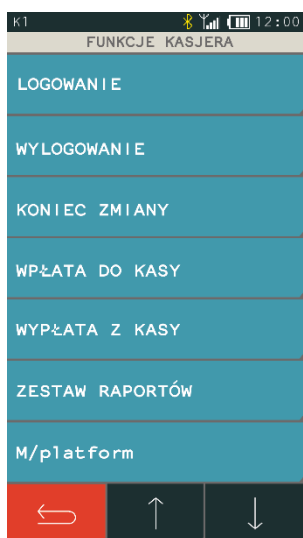 K1 12:00
FUNKCJE KASJERA
LOGOWANIE
WYLOGOWANIE
KONIEC ZMIANY
WPŁATA DO KASY
WYPŁATA Z KASY
ZESTAW RAPORTÓW
M/platform